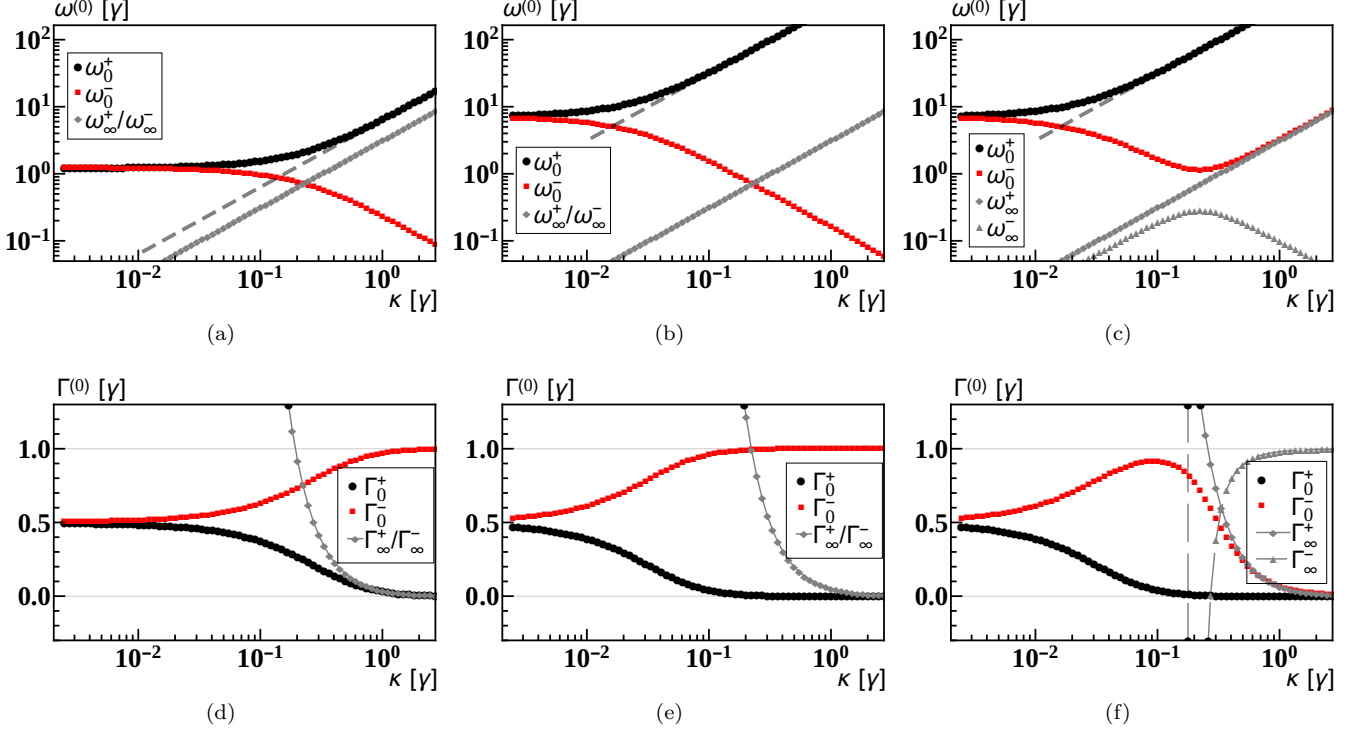 ω⁽⁰⁾ [γ]
10²
10¹
10⁰
10⁻¹
ω₀⁺
ω₀⁻
ω∞⁺/ω∞⁻
10⁻² 10⁻¹ 10⁰
κ [γ]
(a)
ω⁽⁰⁾ [γ]
10²
10¹
10⁰
10⁻¹
ω₀⁺
ω₀⁻
ω∞⁺/ω∞⁻
10⁻² 10⁻¹ 10⁰
κ [γ]
(b)
ω⁽⁰⁾ [γ]
10²
10¹
10⁰
10⁻¹
ω₀⁺
ω₀⁻
ω∞⁺
ω∞⁻
10⁻² 10⁻¹ 10⁰
κ [γ]
(c)
Γ⁽⁰⁾ [γ]
1.0
0.5
0.0
Γ₀⁺
Γ₀⁻
Γ∞⁺/Γ∞⁻
10⁻² 10⁻¹ 10⁰
κ [γ]
(d)
Γ⁽⁰⁾ [γ]
1.0
0.5
0.0
Γ₀⁺
Γ₀⁻
Γ∞⁺/Γ∞⁻
10⁻² 10⁻¹ 10⁰
κ [γ]
(e)
Γ⁽⁰⁾ [γ]
1.0
0.5
0.0
Γ₀⁺
Γ₀⁻
Γ∞⁺
Γ∞⁻
10⁻² 10⁻¹ 10⁰
κ [γ]
(f)